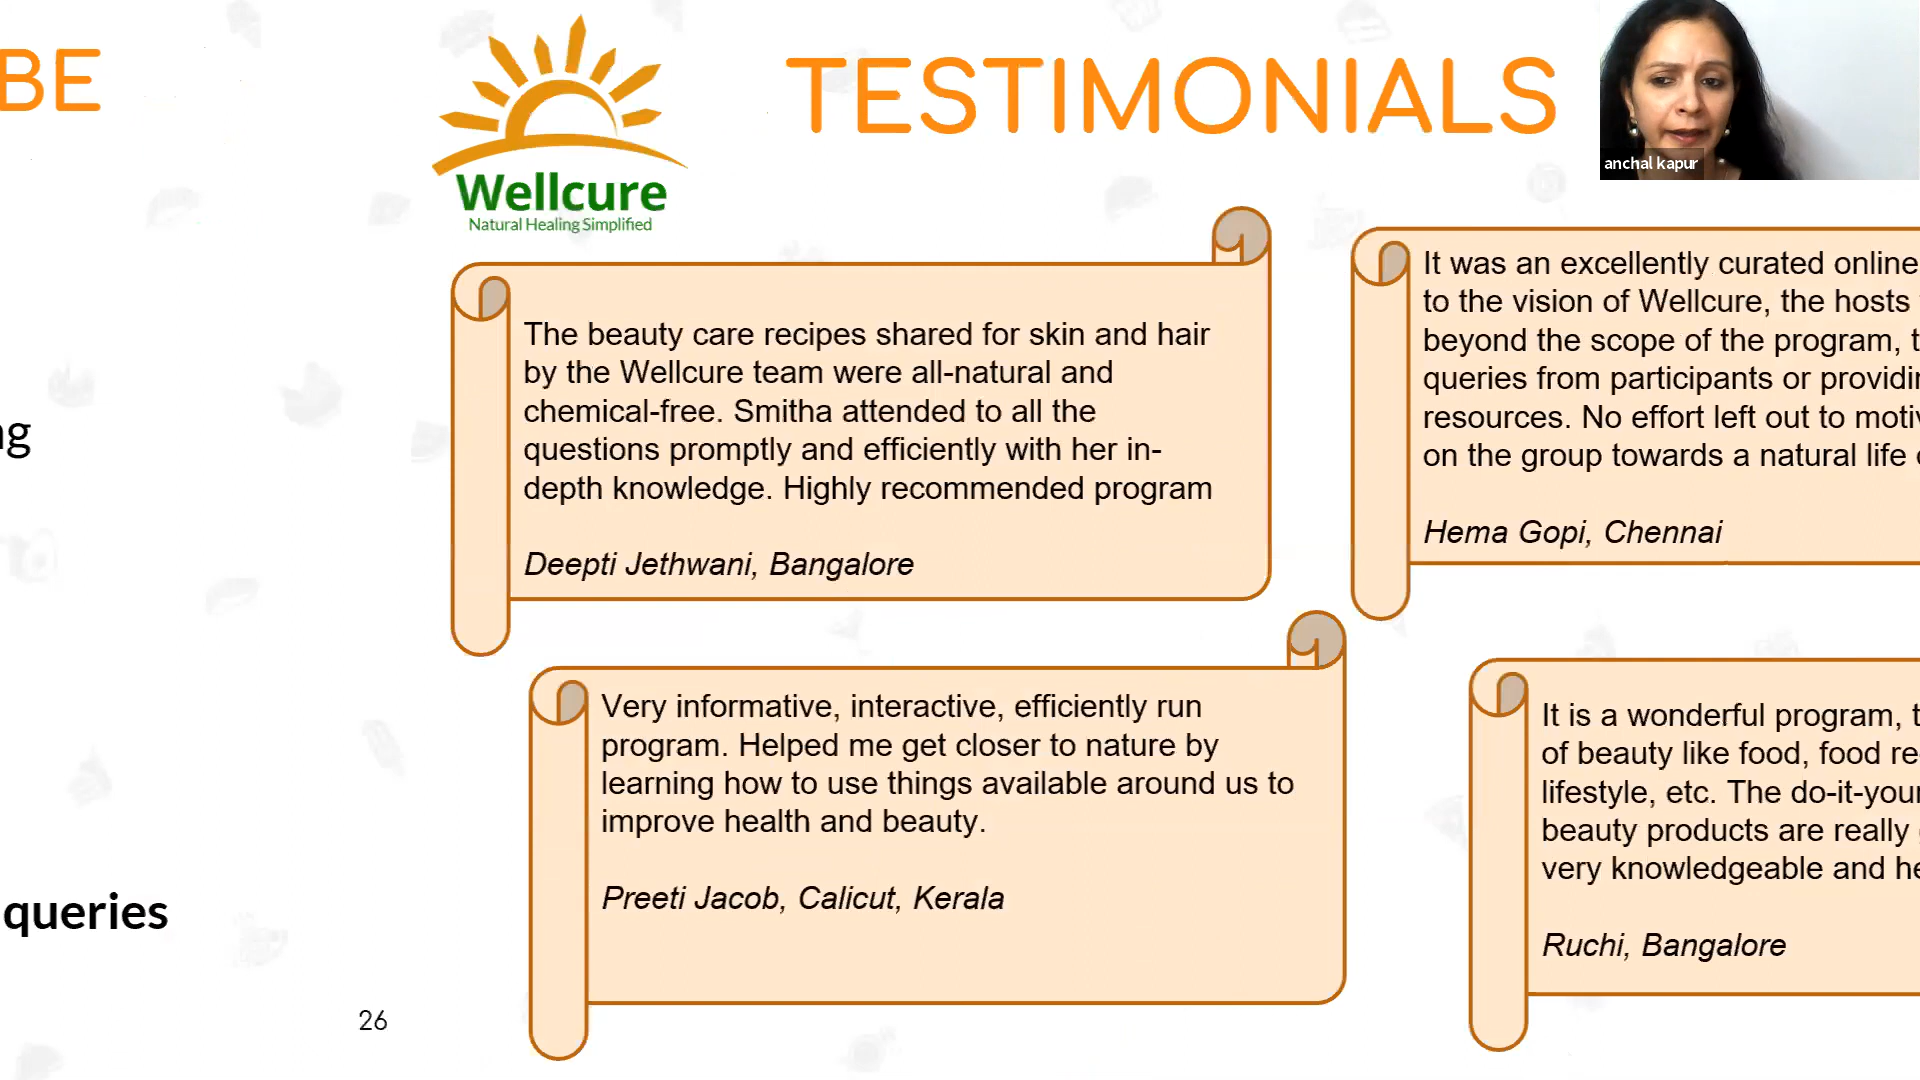 BE
ng
queries
26
Wellcure
Natural Healing Simplified
TESTIMONIALS
anchal kapur
The beauty care recipes shared for skin and hair
by the Wellcure team were all-natural and
chemical-free. Smitha attended to all the
questions promptly and efficiently with her in-
depth knowledge. Highly recommended program
Deepti Jethwani, Bangalore
It was an excellently curated online
to the vision of Wellcure, the hosts
beyond the scope of the program,
queries from participants or
resources. No effort left out to
on the group towards a natural life
Hema Gopi, Chennai
Very informative, interactive, efficiently run
program. Helped me get closer to nature by
learning how to use things available around us to
improve health and beauty.
Preeti Jacob, Calicut, Kerala
It is a wonderful program,
of beauty like food, food
lifestyle, etc. The
beauty products are really
very knowledgeable and
Ruchi, Bangalore